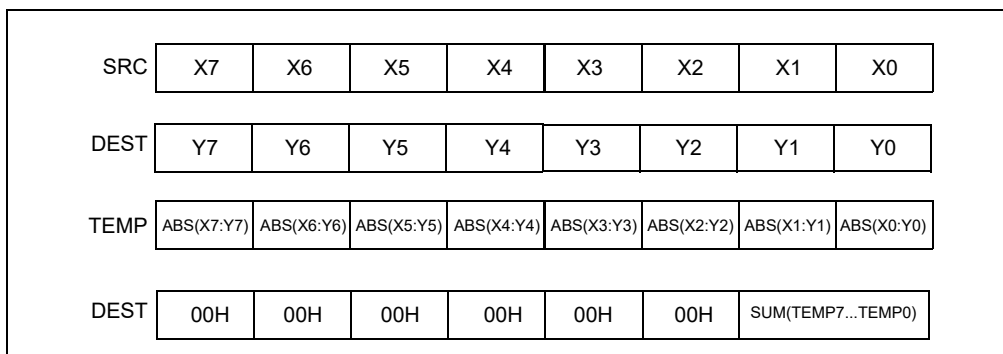 SRC X7 X6 X5 X4 X3 X2 X1 X0
DEST Y7 Y6 Y5 Y4 Y3 Y2 Y1 Y0
TEMP ABS(X7:Y7) ABS(X6:Y6) ABS(X5:Y5) ABS(X4:Y4) ABS(X3:Y3) ABS(X2:Y2) ABS(X1:Y1) ABS(X0:Y0)
DEST 00H 00H 00H 00H 00H 00H SUM(TEMP7...TEMP0)